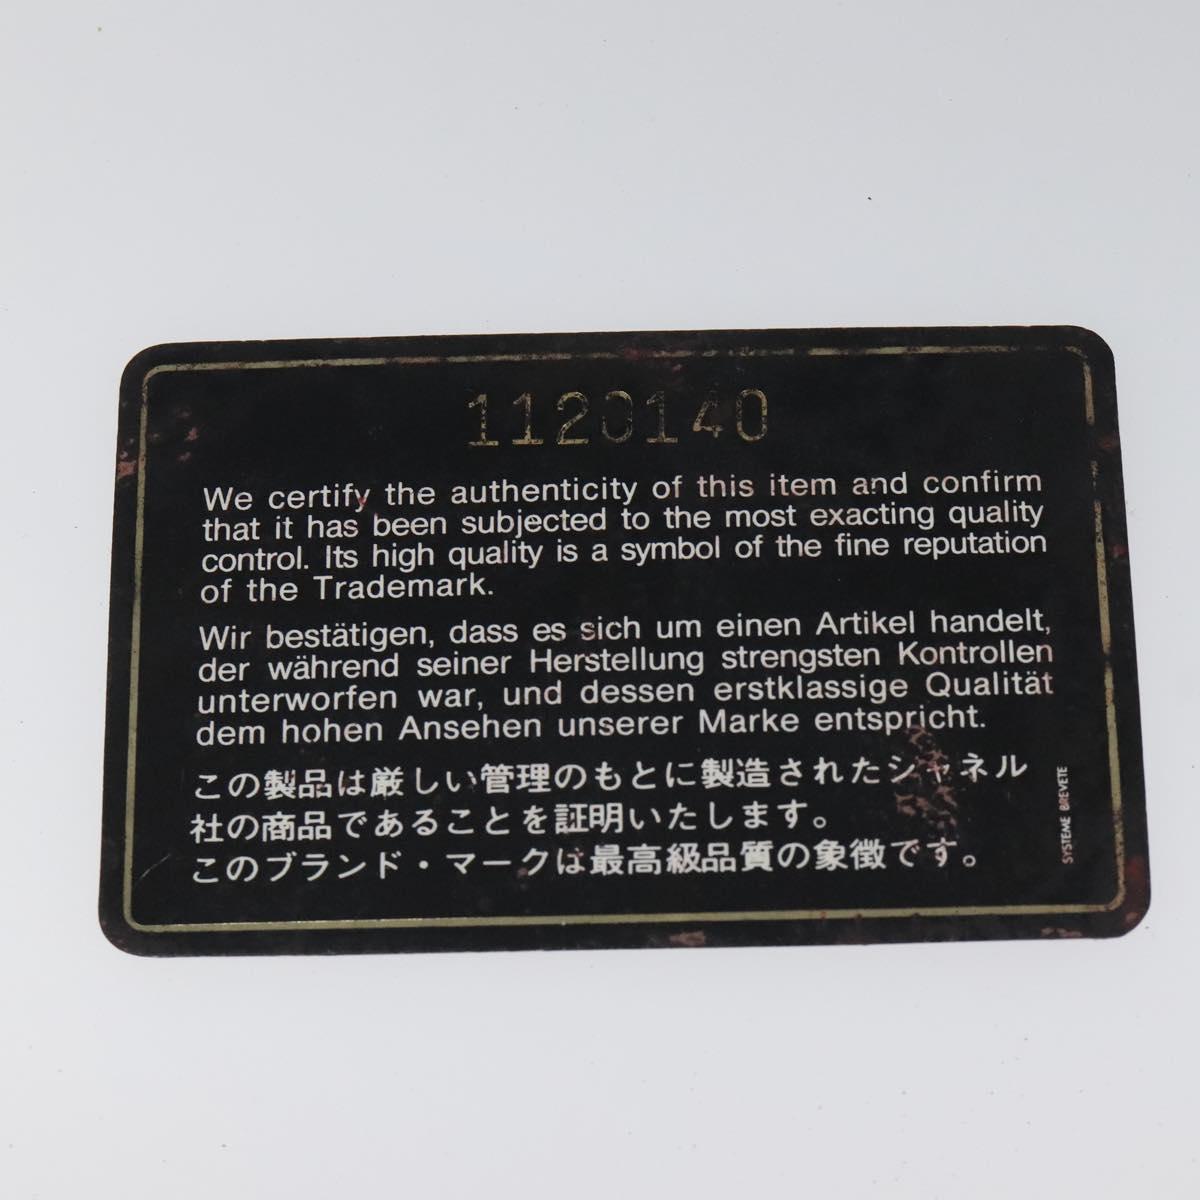 1120140
We certify the authenticity of this item and confirm
that it has been subjected to the most exacting quality
control. Its high quality is a symbol of the fine reputation
of the Trademark.
Wir bestätigen, dass es sich um einen Artikel handelt,
der während seiner Herstellung strengsten Kontrollen
unterworfen war, und dessen erstklassige Qualität
dem hohen Ansehen unserer Marke entspricht.
この製品は厳しい管理のもとに製造されたシャネル
社の商品であることを証明いたします。
このブランド・マークは最高級品質の象徴です。
SYSTEME BREVETE